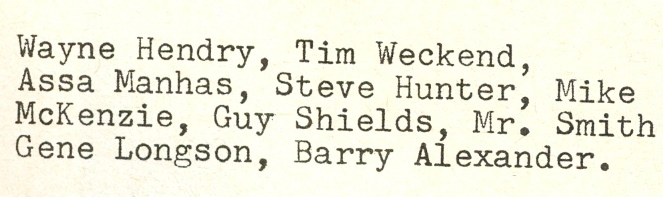 Wayne Hendry, Tim Weckend,
Assa Manhas, Steve Hunter, Mike
McKenzie, Guy Shields, Mr. Smith
Gene Longson, Barry Alexander.